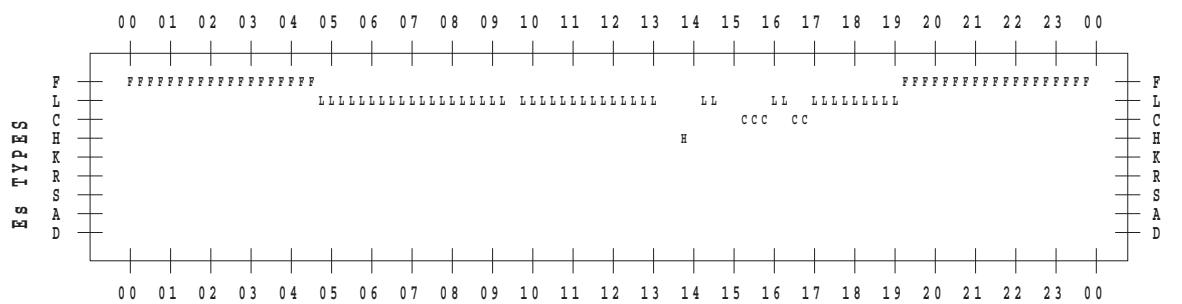 00 01 02 03 04 05 06 07 08 09 10 11 12 13 14 15 16 17 18 19 20 21 22 23 00
F FFFFFFFFFFFFFFFFFFF FFFFFFFFFFFFFFFFFFF F
L LLLLLLLLLLLLLLLLLLL LLLLLLLLLLLLLL LL LL LLLLLLLLL L
C CCC CC C
H H H
K K
R R
S S
A A
D D
Es TYPES
00 01 02 03 04 05 06 07 08 09 10 11 12 13 14 15 16 17 18 19 20 21 22 23 00